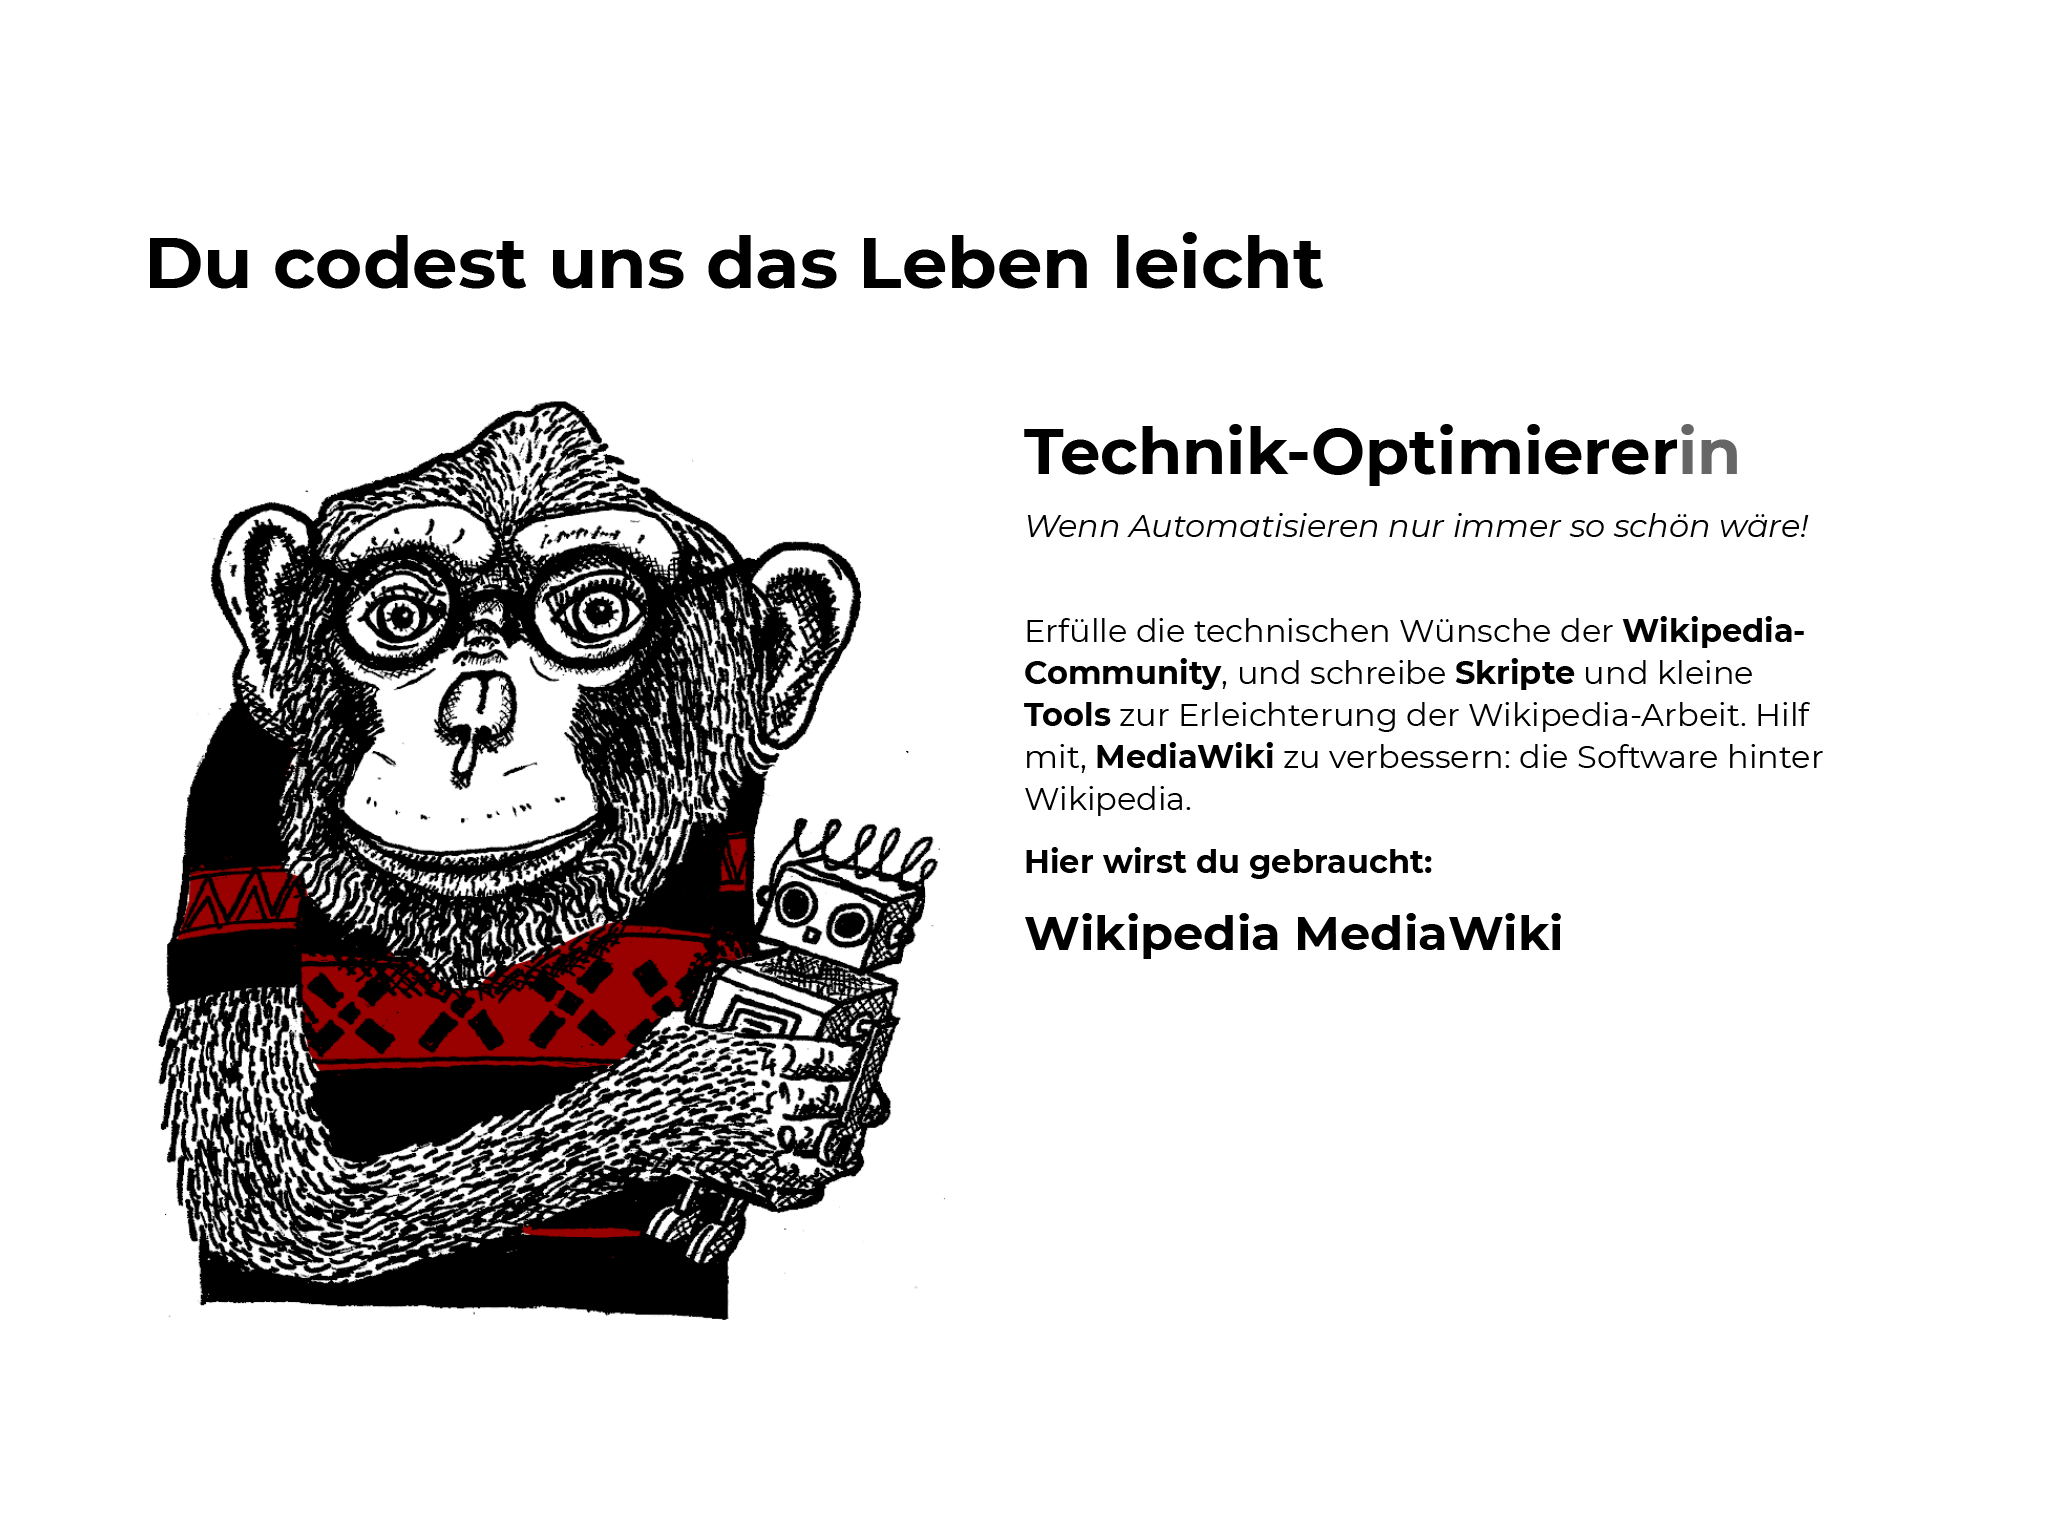 Du codest uns das Leben leicht
Technik-Optimiererin
Wenn Automatisieren nur immer so schön wäre!
Erfülle die technischen Wünsche der Wikipedia-
Community, und schreibe Skripte und kleine
Tools zur Erleichterung der Wikipedia-Arbeit. Hilf
mit, MediaWiki zu verbessern: die Software hinter
Wikipedia.
Hier wirst du gebraucht:
Wikipedia MediaWiki